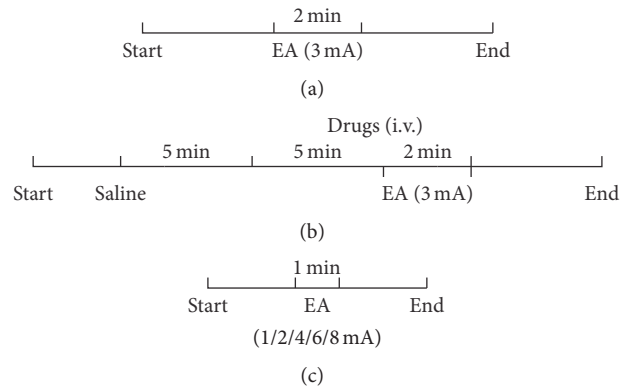 2 min
Start EA (3 mA) End
(a)
Drugs (i.v.)
5 min 5 min 2 min
Start Saline EA (3 mA) End
(b)
1 min
Start EA End
(1/2/4/6/8 mA)
(c)